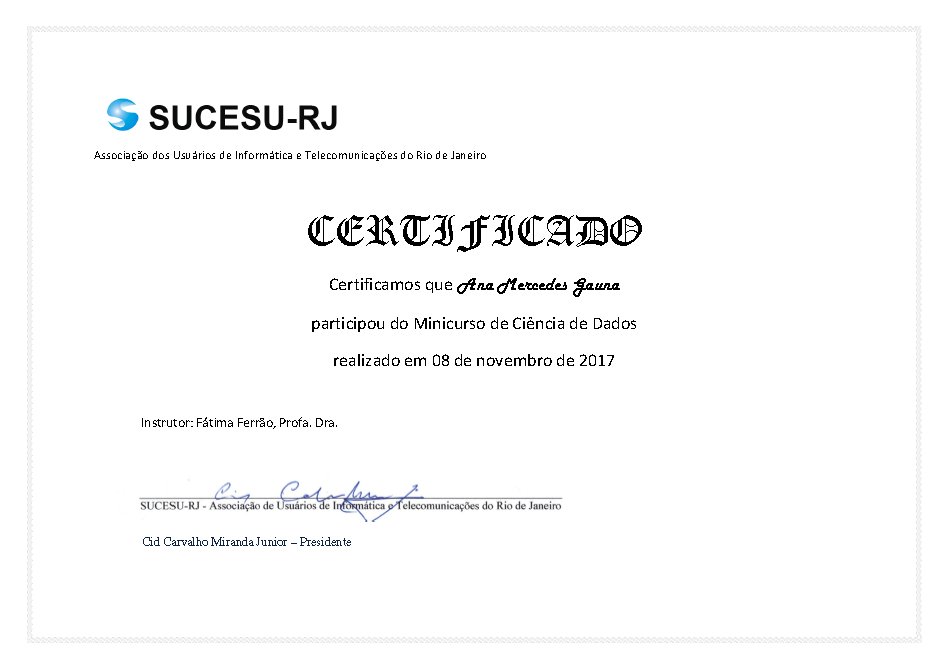 SUCESU-RJ
Associação dos Usuários de Informática e Telecomunicações do Rio de Janeiro
CERTIFICADO
Certificamos que Ana Mercedes Gauna
participou do Minicurso de Ciência de Dados
realizado em 08 de novembro de 2017
Instrutor: Fátima Ferrão, Profa. Dra.
SUCESU-RJ - Associação de Usuários de Informática e Telecomunicações do Rio de Janeiro
Cid Carvalho Miranda Junior – Presidente